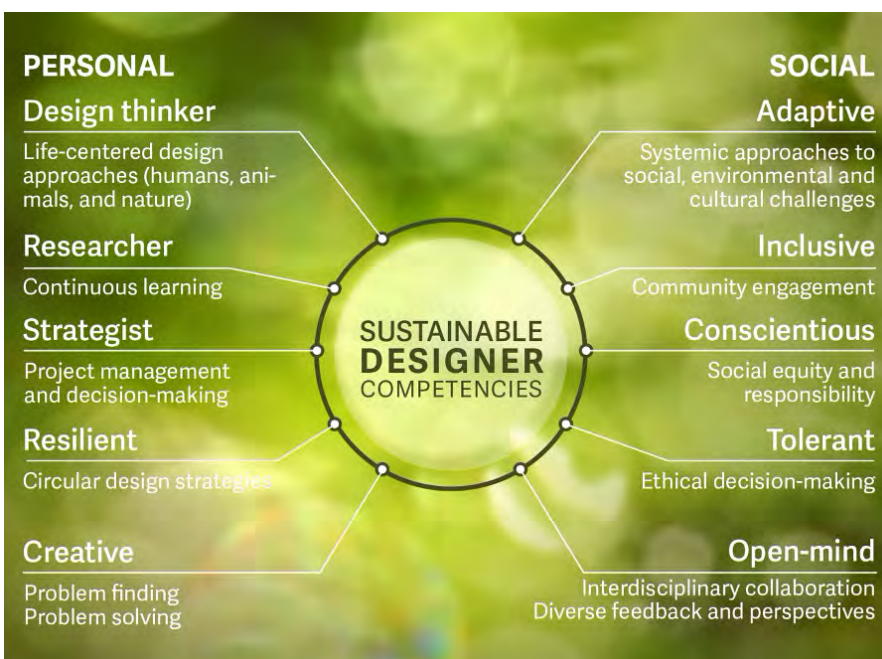 PERSONAL
Design thinker
Life-centered design
approaches (humans, ani-
mals, and nature)
Researcher
Continuous learning
Strategist
Project management
and decision-making
Resilient
Circular design strategies
Creative
Problem finding
Problem solving
SUSTAINABLE
DESIGNER
COMPETENCIES
SOCIAL
Adaptive
Systemic approaches to
social, environmental and
cultural challenges
Inclusive
Community engagement
Conscientious
Social equity and
responsibility
Tolerant
Ethical decision-making
Open-mind
Interdisciplinary collaboration
Diverse feedback and perspectives